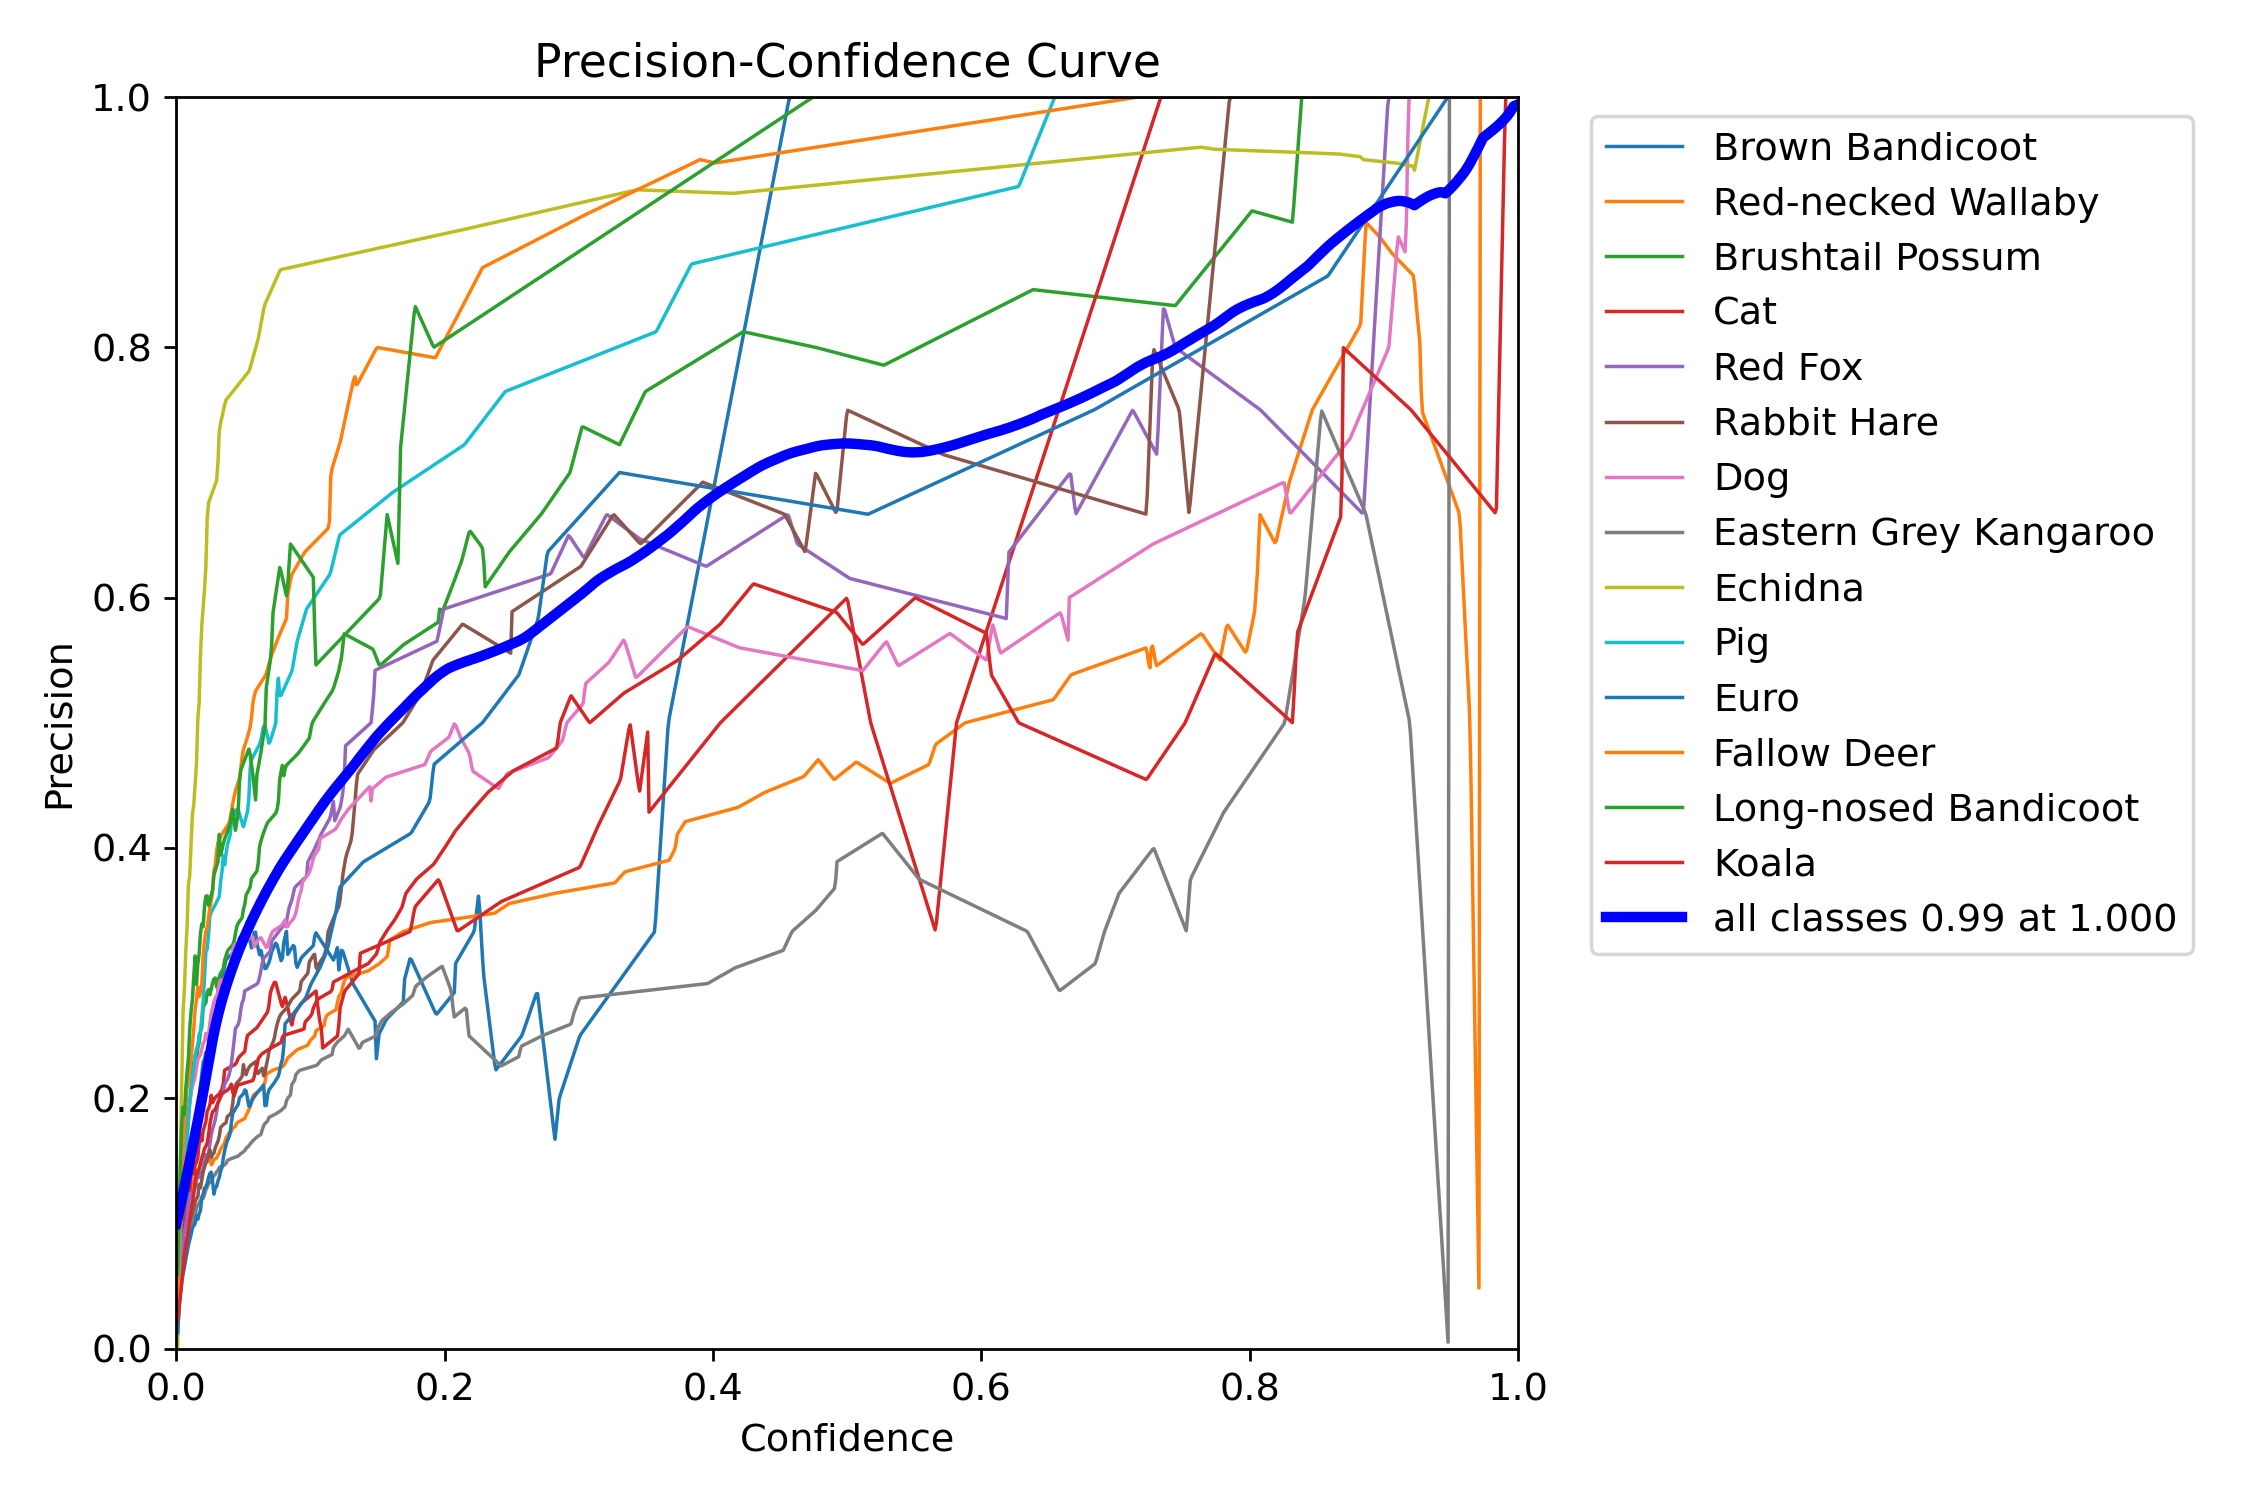 Precision-Confidence Curve
1.0
0.8
0.6
0.4
0.2
0.0
Precision
0.0 0.2 0.4 0.6 0.8 1.0
Confidence
Brown Bandicoot
Red-necked Wallaby
Brushtail Possum
Cat
Red Fox
Rabbit Hare
Dog
Eastern Grey Kangaroo
Echidna
Pig
Euro
Fallow Deer
Long-nosed Bandicoot
Koala
all classes 0.99 at 1.000